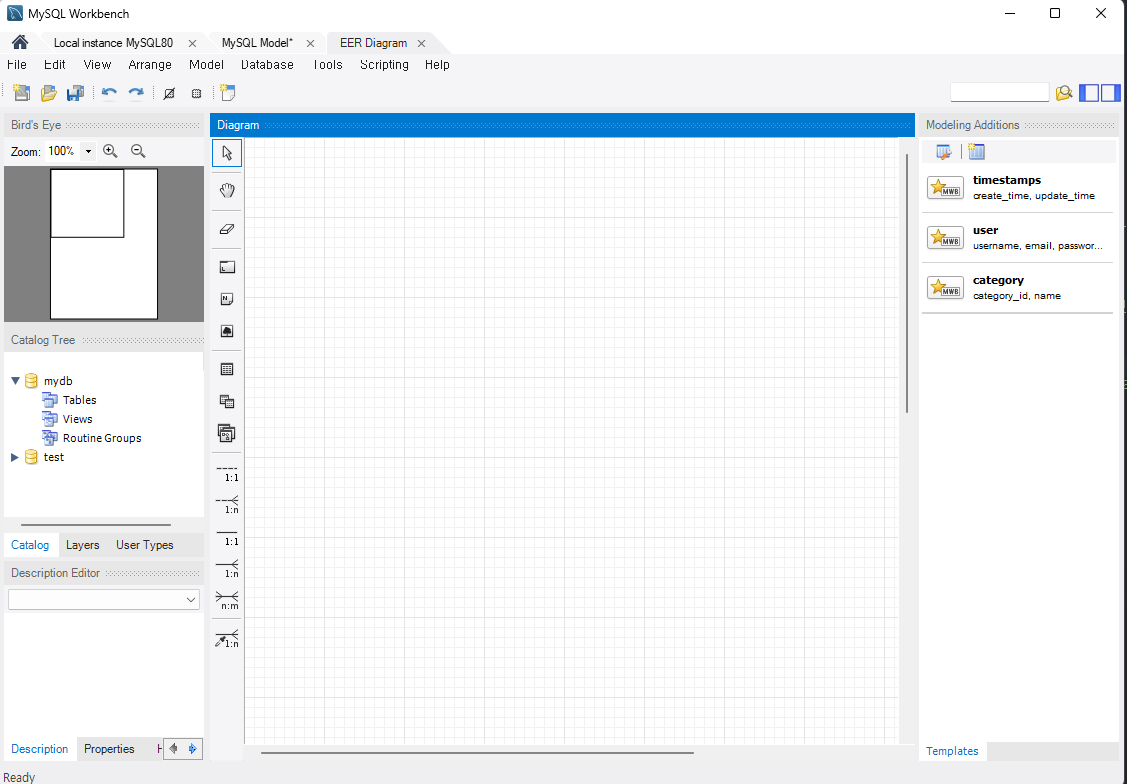 MySQL Workbench
Local instance MySQL80
MySQL Model*
EER Diagram
File Edit View Arrange Model Database Tools Scripting Help
Bird's Eye
Zoom: 100%
Catalog Tree
mydb
Tables
Views
Routine Groups
test
Catalog Layers User Types
Description Editor
Description Properties H
Ready
Diagram
1:1
1:n
1:1
1:n
n:m
1:n
Modeling Additions
MWB
timestamps
create_time, update_time
MWB
user
username, email, passwor...
MWB
category
category_id, name
Templates